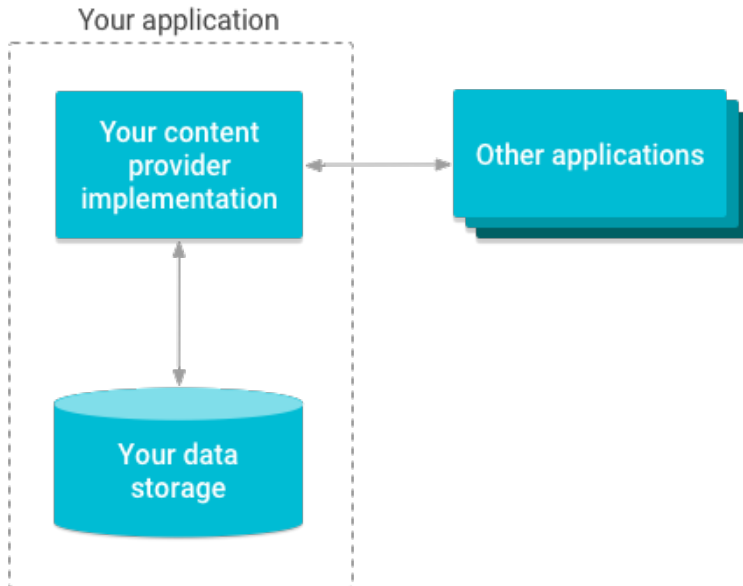 Your application
Your content
provider
implementation
Other applications
Your data
storage